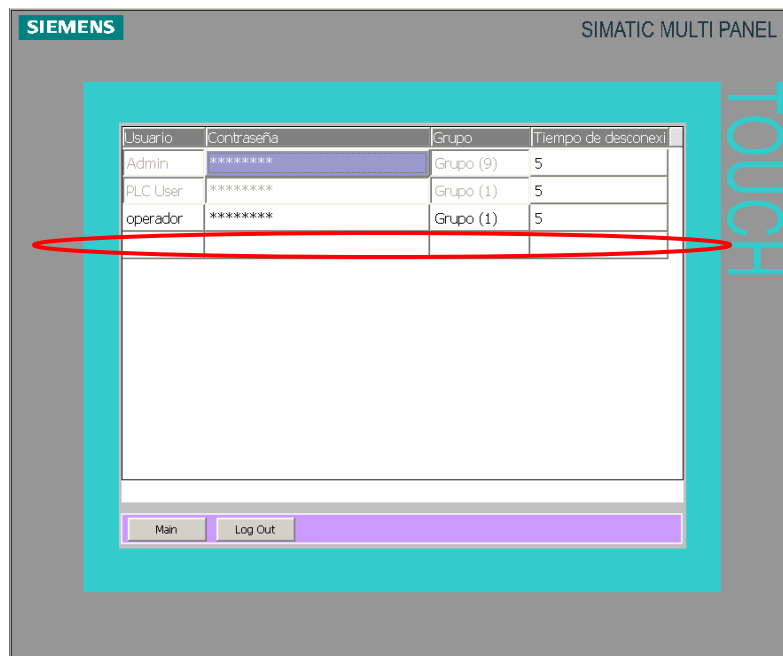 SIEMENS
SIMATIC MULTI PANEL
TOUCH
Usuario Contraseña Grupo Tiempo de desconexi
Admin ******** Grupo (9) 5
PLC User ******** Grupo (1) 5
operador ******** Grupo (1) 5
Main Log Out